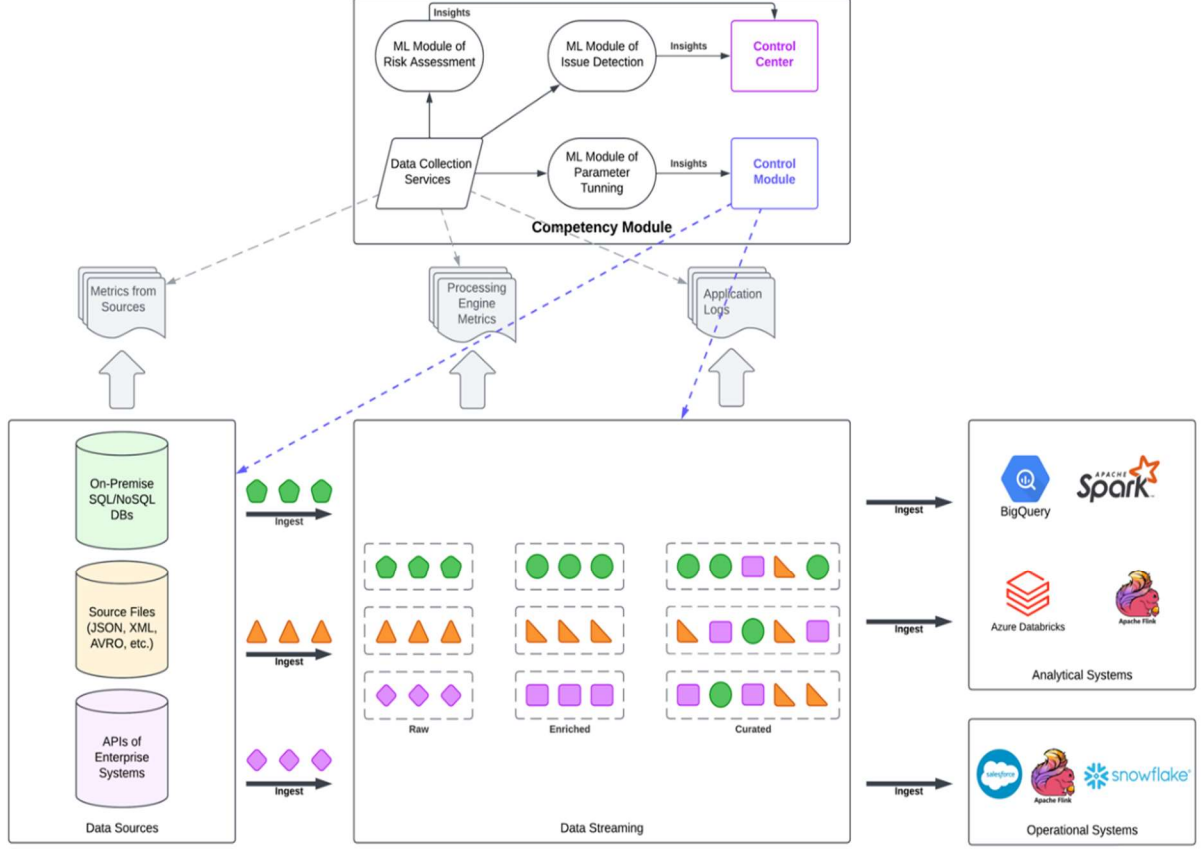 Insights
ML Module of
Risk Assessment
ML Module of
Issue Detection
Insights
Control
Center
Data Collection
Services
ML Module of
Parameter
Tunning
Insights
Control
Module
Competency Module
Metrics from
Sources
Processing
Engine
Metrics
Application
Logs
On-Premise
SQL/NoSQL
DBs
Source Files
(JSON, XML,
AVRO, etc.)
APIs of
Enterprise
Systems
Data Sources
Ingest
Ingest
Ingest
Raw
Enriched
Curated
Data Streaming
Ingest
Ingest
Ingest
BigQuery
APACHE
Spark
Azure Databricks
Apache Flink
Analytical Systems
salesforce
Apache Flink
snowflake
Operational Systems